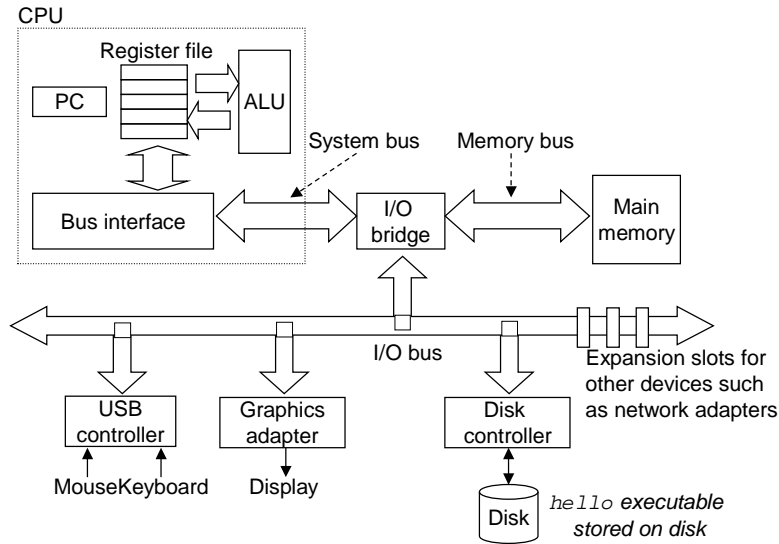 CPU
Register file
PC
ALU
System bus
Memory bus
Bus interface
I/O
bridge
Main
memory
I/O bus
Expansion slots for
other devices such
as network adapters
USB
controller
Graphics
adapter
Disk
controller
MouseKeyboard
Display
Disk
hello executable
stored on disk